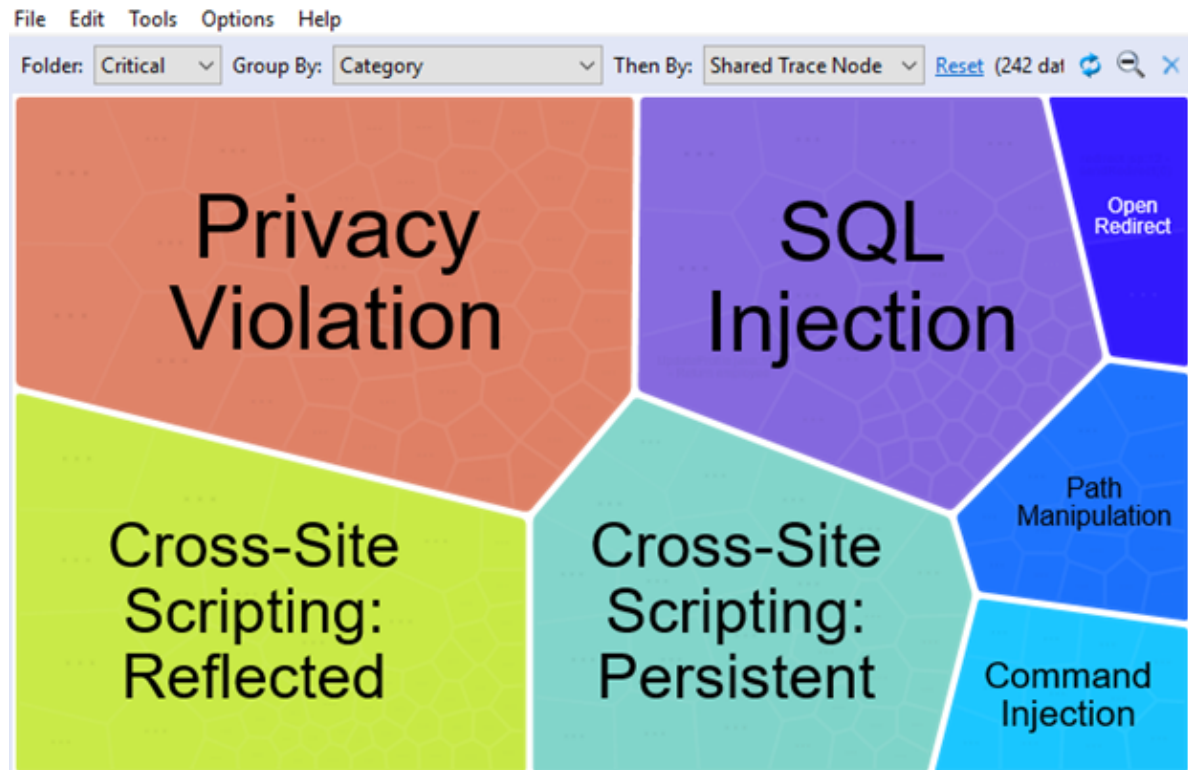 File Edit Tools Options Help
Folder: Critical Group By: Category Then By: Shared Trace Node Reset (242 dat
Privacy
Violation
SQL
Injection
Open
Redirect
Cross-Site
Scripting:
Reflected
Cross-Site
Scripting:
Persistent
Path
Manipulation
Command
Injection